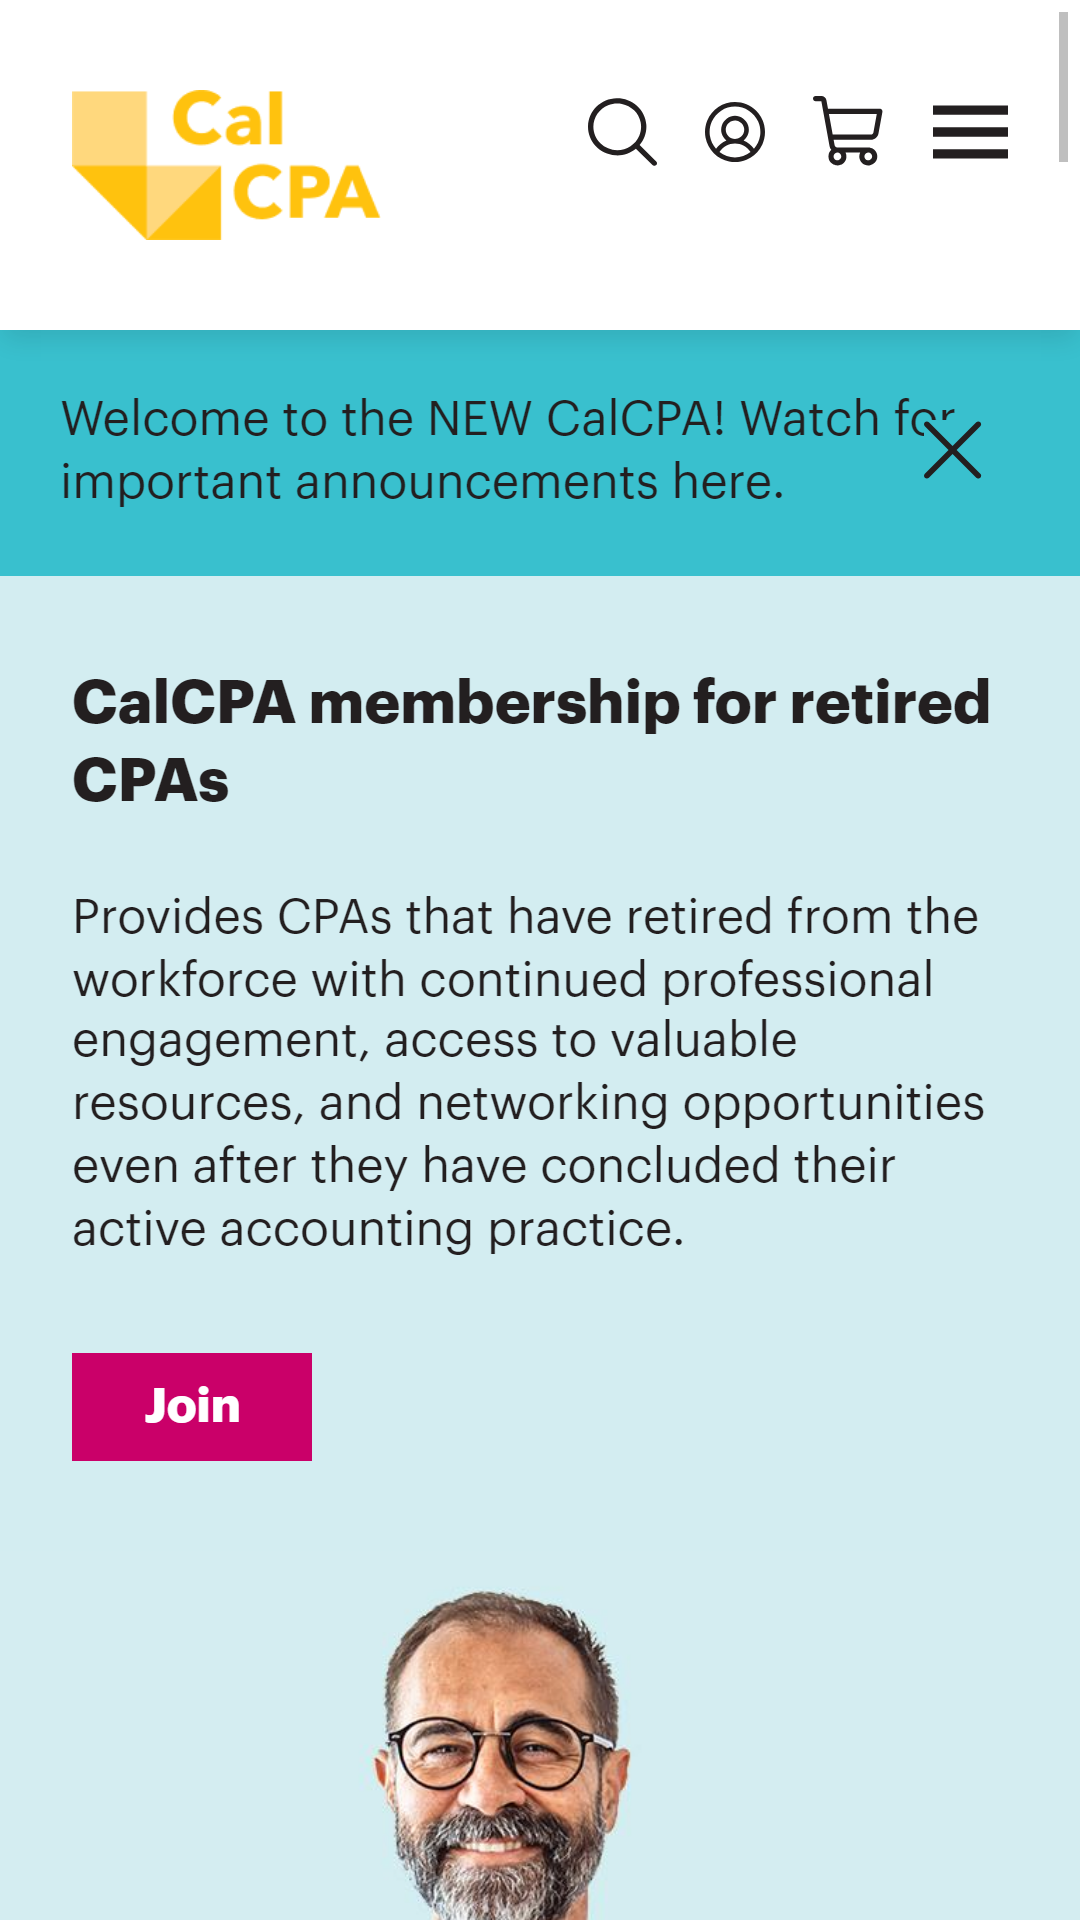 Cal
CPA
Welcome to the NEW CalCPA! Watch for
important announcements here.
CalCPA membership for retired
CPAs
Provides CPAs that have retired from the
workforce with continued professional
engagement, access to valuable
resources, and networking opportunities
even after they have concluded their
active accounting practice.
Join